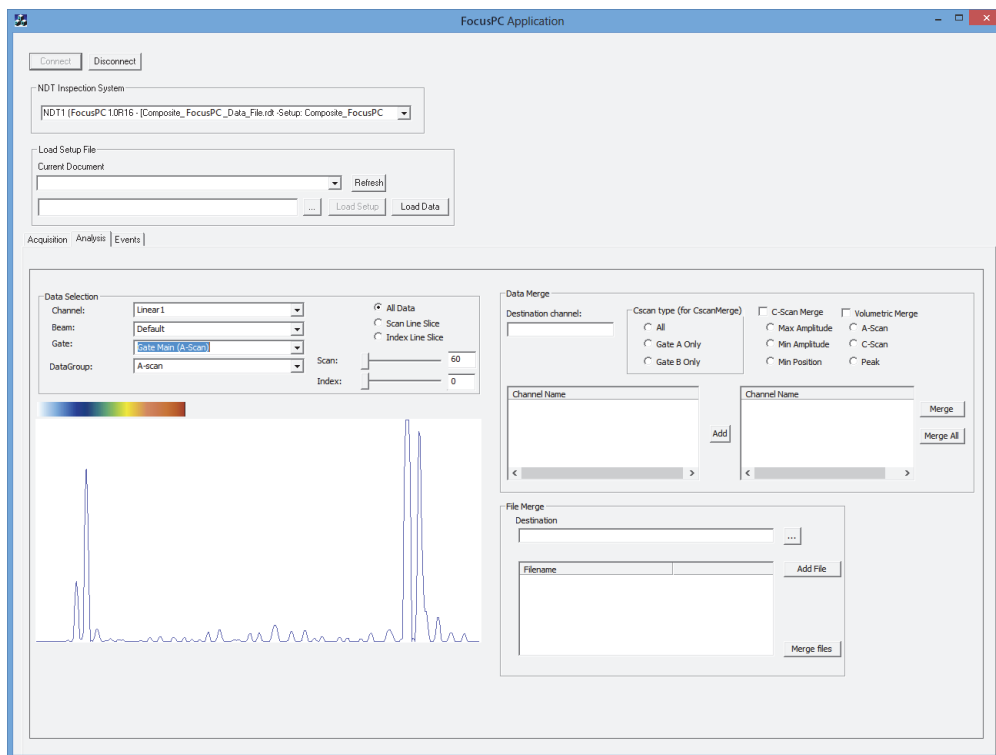 FocusPC Application
Connect Disconnect
NDT Inspection System
NDT1 (FocusPC 1.0R16 - [Composite_ FocusPC _Data_File.rdt -Setup: Composite_FocusPC
Load Setup File
Current Document
Refresh
... Load Setup Load Data
Acquisition Analysis Events
Data Selection
Channel: Linear1
Beam: Default
Gate: Gate Main (A-Scan)
DataGroup: A-scan
All Data
Scan Line Slice
Index Line Slice
Scan: 60
Index: 0
Data Merge
Destination channel:
Cscan type (for CscanMerge)
All
Gate A Only
Gate B Only
C-Scan Merge
Max Amplitude
Min Amplitude
Min Position
Volumetric Merge
A-Scan
C-Scan
Peak
Channel Name
Add
Channel Name
Merge
Merge All
File Merge
Destination
...
Filename
Add File
Merge files